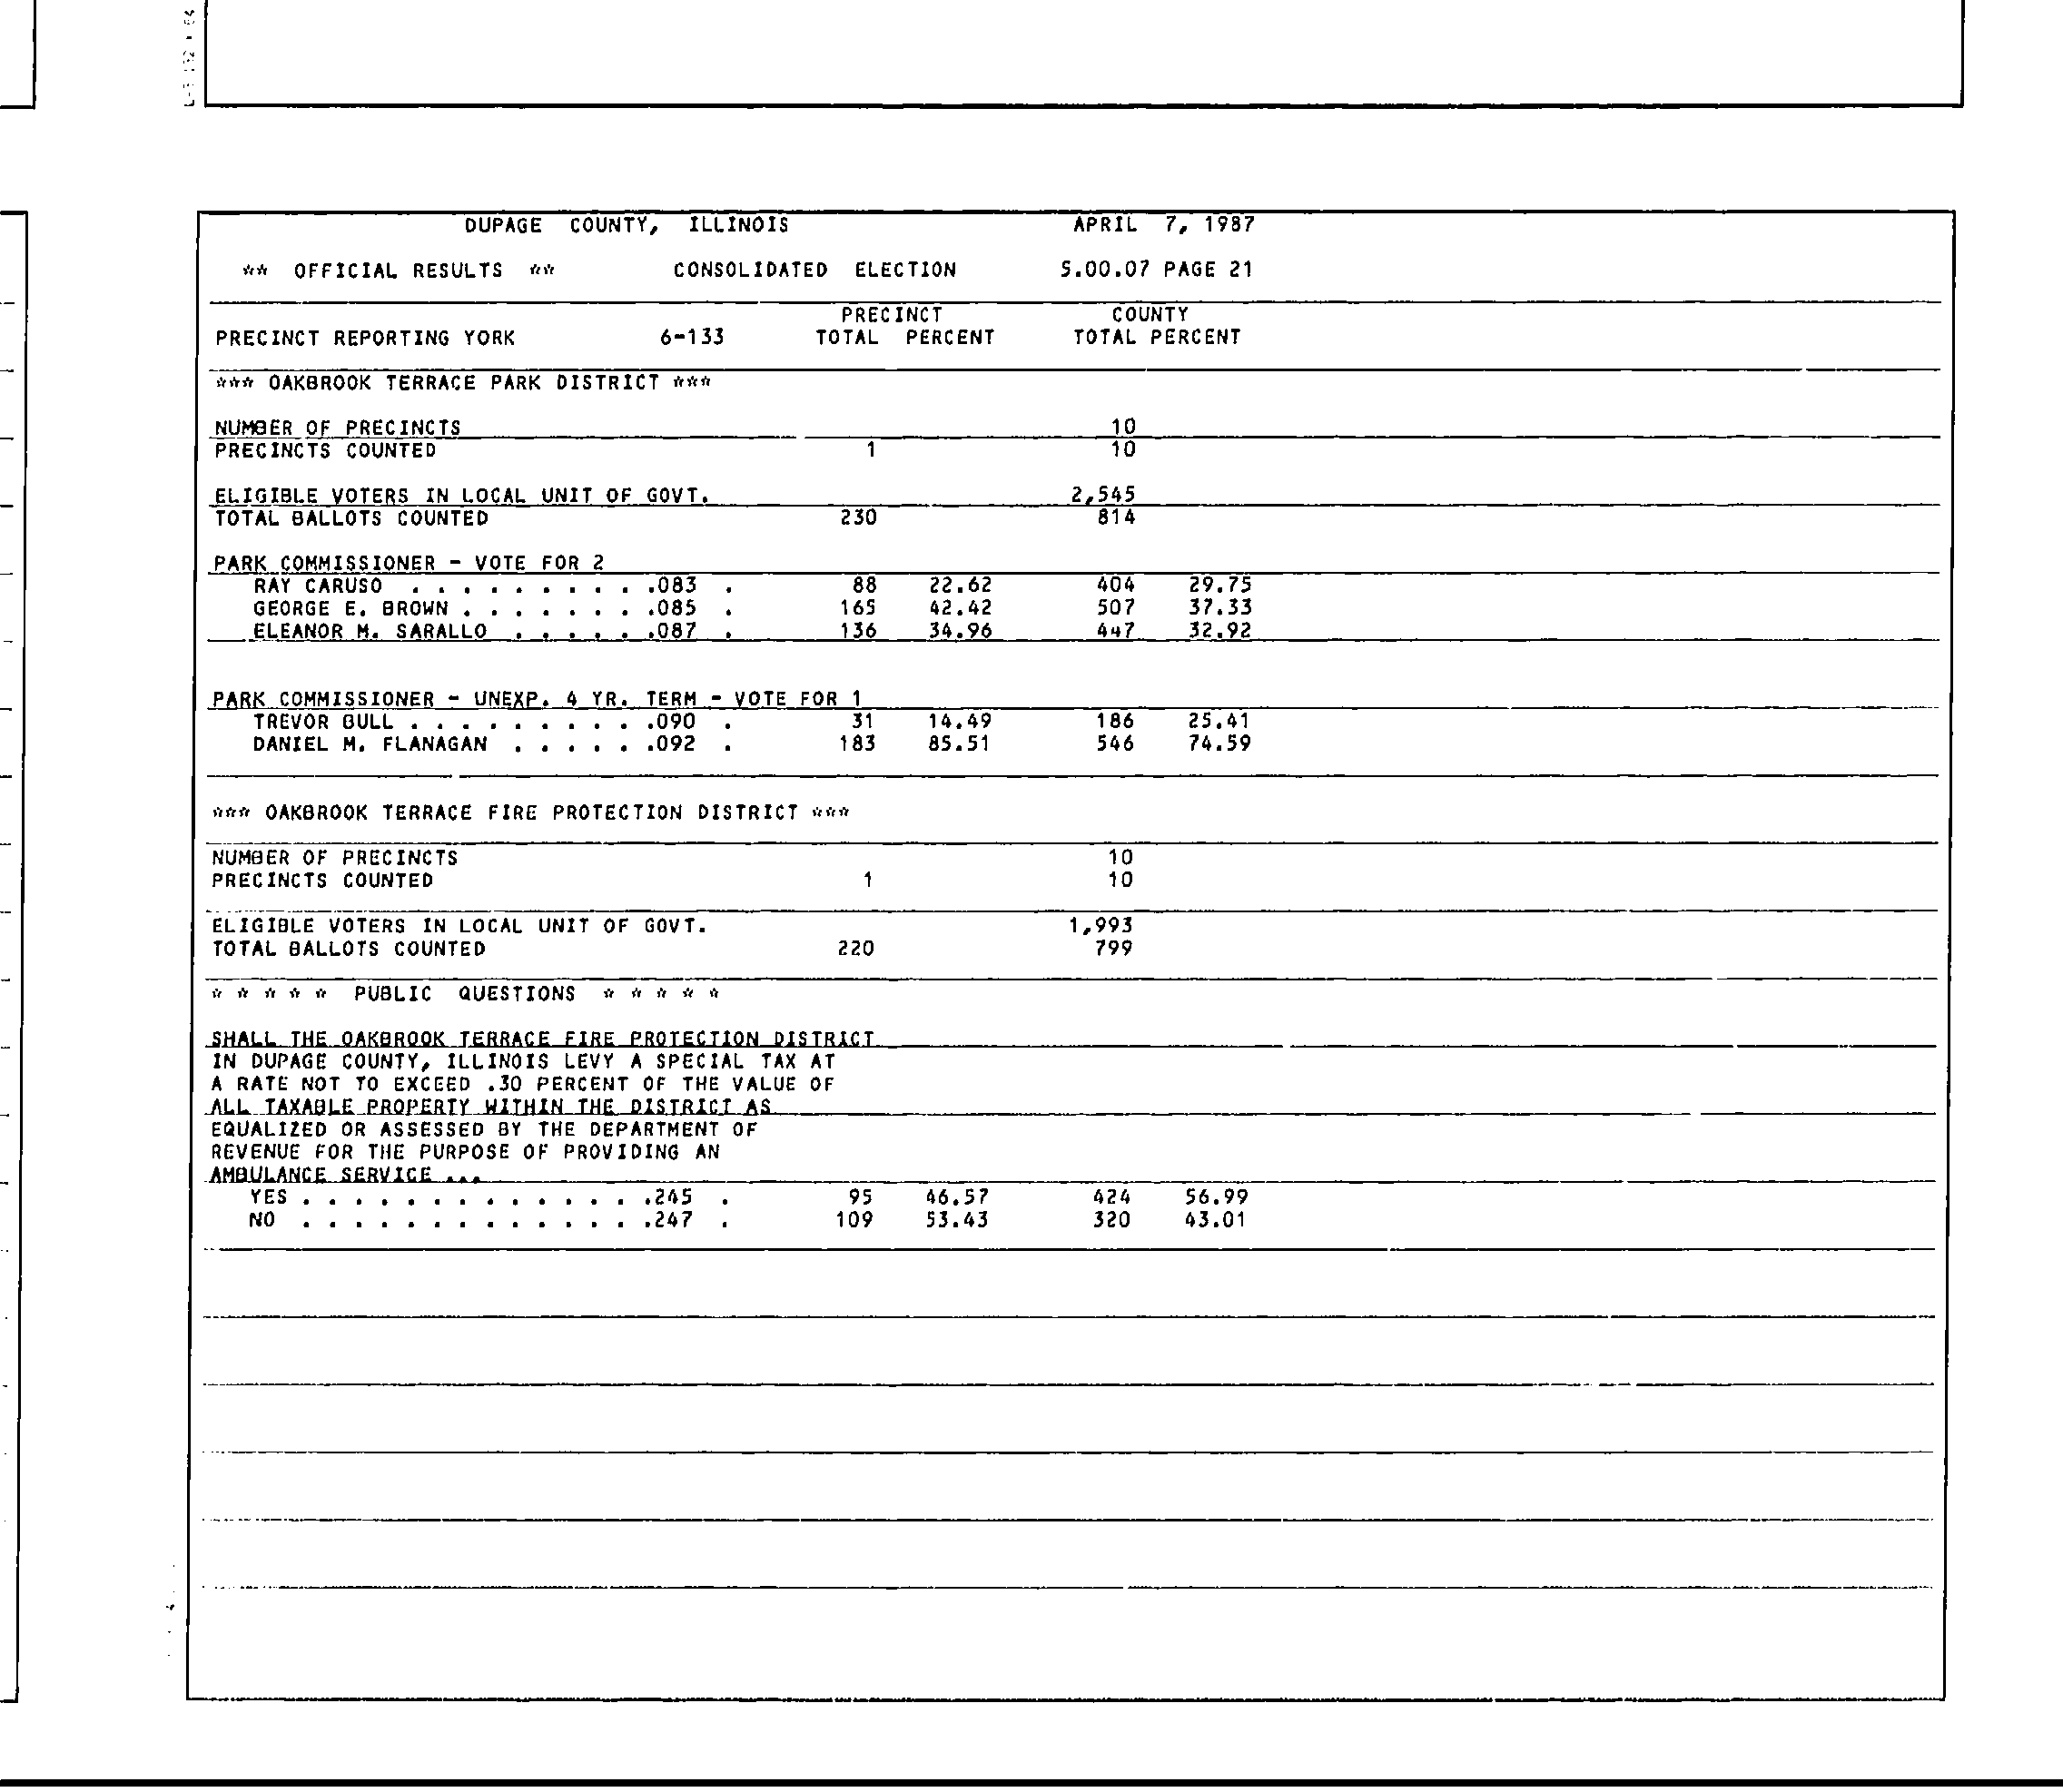 DUPAGE COUNTY, ILLINOIS APRIL 7, 1987
** OFFICIAL RESULTS ** CONSOLIDATED ELECTION S.00.07 PAGE 21
PRECINCT COUNTY
PRECINCT REPORTING YORK 6-133 TOTAL PERCENT TOTAL PERCENT
*** OAKBROOK TERRACE PARK DISTRICT ***
NUMBER OF PRECINCTS 10
PRECINCTS COUNTED 1 10
ELIGIBLE VOTERS IN LOCAL UNIT OF GOVT. 2,545
TOTAL BALLOTS COUNTED 230 814
PARK COMMISSIONER - VOTE FOR 2
RAY CARUSO . . . . . . . . . .083 . 88 22.62 404 29.75
GEORGE E. BROWN . . . . . . . .085 . 165 42.42 507 37.33
ELEANOR M. SARALLO . . . . . .087 . 136 34.96 447 32.92
PARK COMMISSIONER - UNEXP. 4 YR. TERM - VOTE FOR 1
TREVOR BULL . . . . . . . . . .090 . 31 14.49 186 25.41
DANIEL M. FLANAGAN . . . . . .092 . 183 85.51 546 74.59
*** OAKBROOK TERRACE FIRE PROTECTION DISTRICT ***
NUMBER OF PRECINCTS 10
PRECINCTS COUNTED 1 10
ELIGIBLE VOTERS IN LOCAL UNIT OF GOVT. 1,993
TOTAL BALLOTS COUNTED 220 799
* * * * * PUBLIC QUESTIONS * * * * *
SHALL THE OAKBROOK TERRACE FIRE PROTECTION DISTRICT
IN DUPAGE COUNTY, ILLINOIS LEVY A SPECIAL TAX AT
A RATE NOT TO EXCEED .30 PERCENT OF THE VALUE OF
ALL TAXABLE PROPERTY WITHIN THE DISTRICT AS
EQUALIZED OR ASSESSED BY THE DEPARTMENT OF
REVENUE FOR THE PURPOSE OF PROVIDING AN
AMBULANCE SERVICE ...
YES . . . . . . . . . . . . . .245 . 95 46.57 424 56.99
NO . . . . . . . . . . . . . .247 . 109 53.43 320 43.01